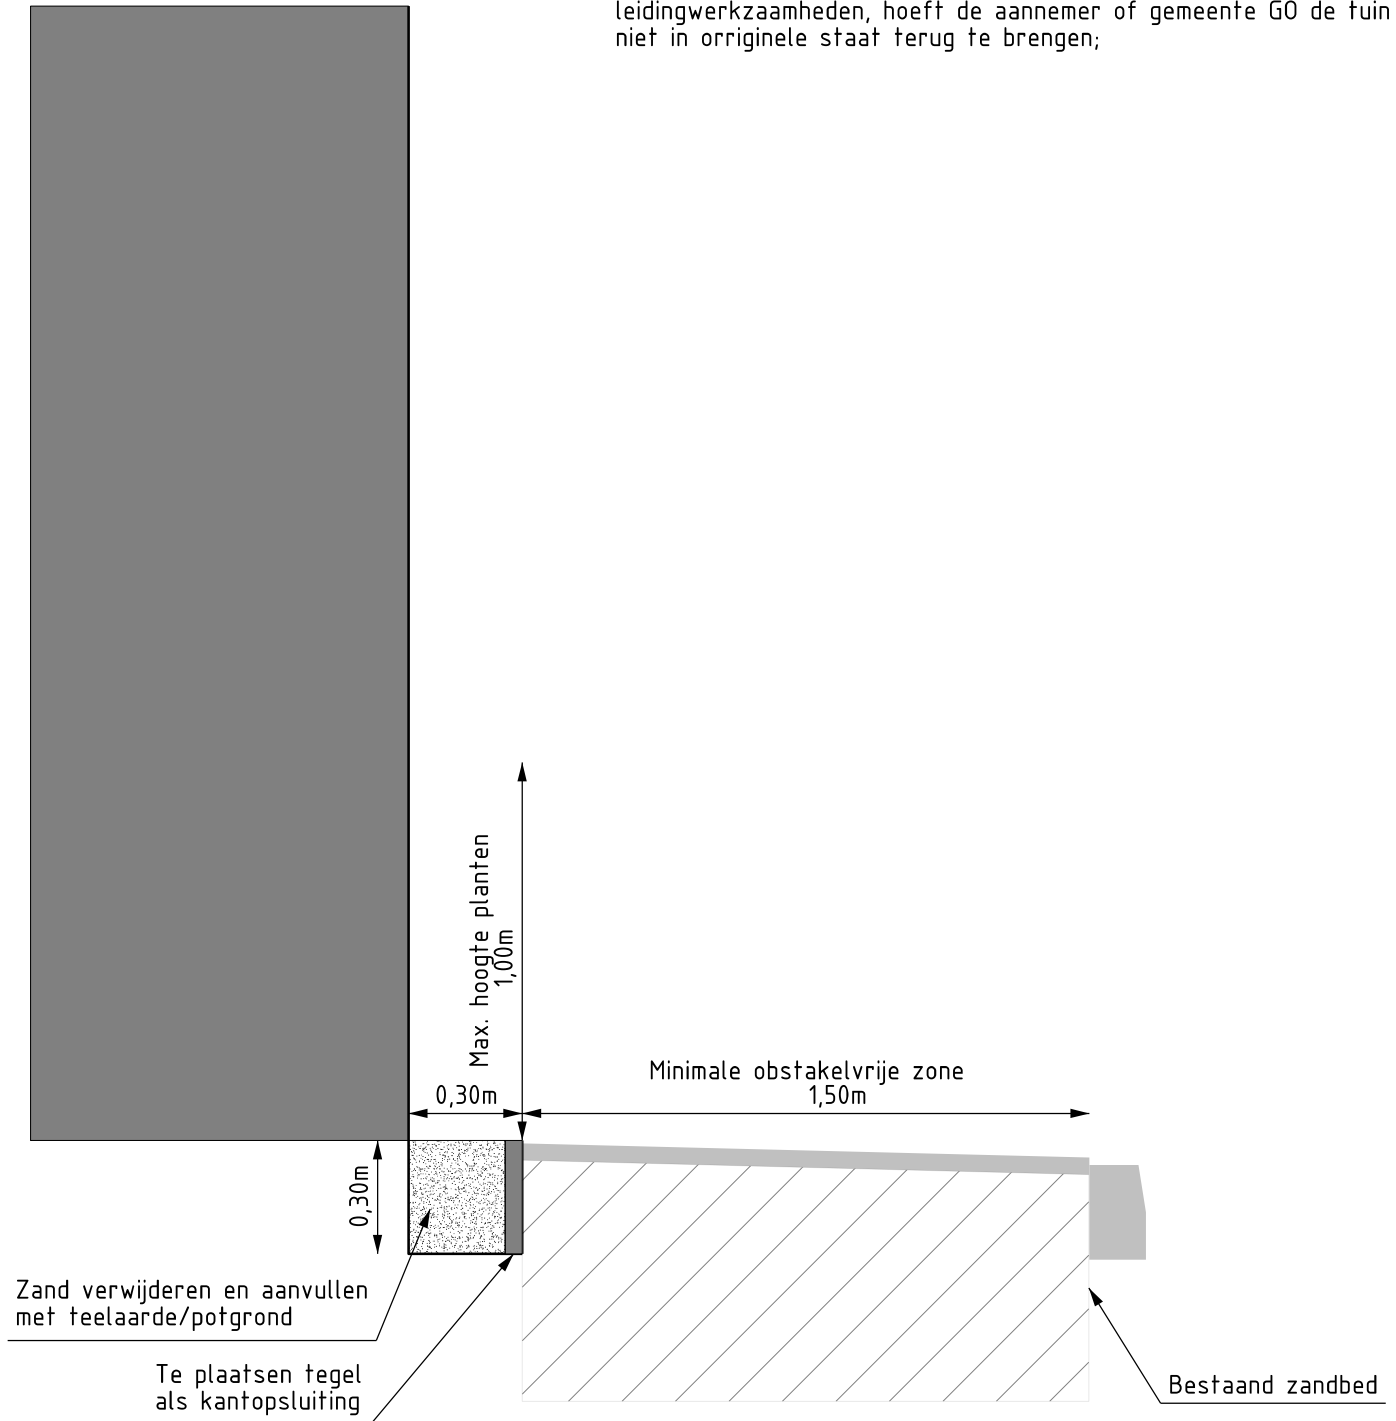 leidingwerkzaamheden, hoeft de aannemer of gemeente GO de tuin
niet in orriginele staat terug te brengen;
Max. hoogte planten
1,00m
Minimale obstakelvrije zone
0,30m
1,50m
0,30m
Zand verwijderen en aanvullen
met teelaarde/potgrond
Te plaatsen tegel
als kantopsluiting
Bestaand zandbed